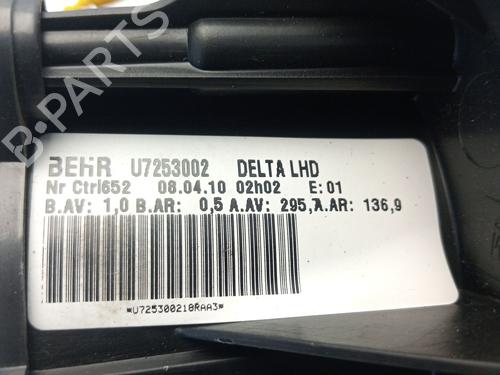 B-PARTS
BEHR U7253002 DELTA LHD
Nr Ctrl652 08.04.10 02h02 E:01
B.AV: 1,0 B.AR: 0,5 A.AV: 295,7 A.AR: 136,9
*U725300210RAA3*